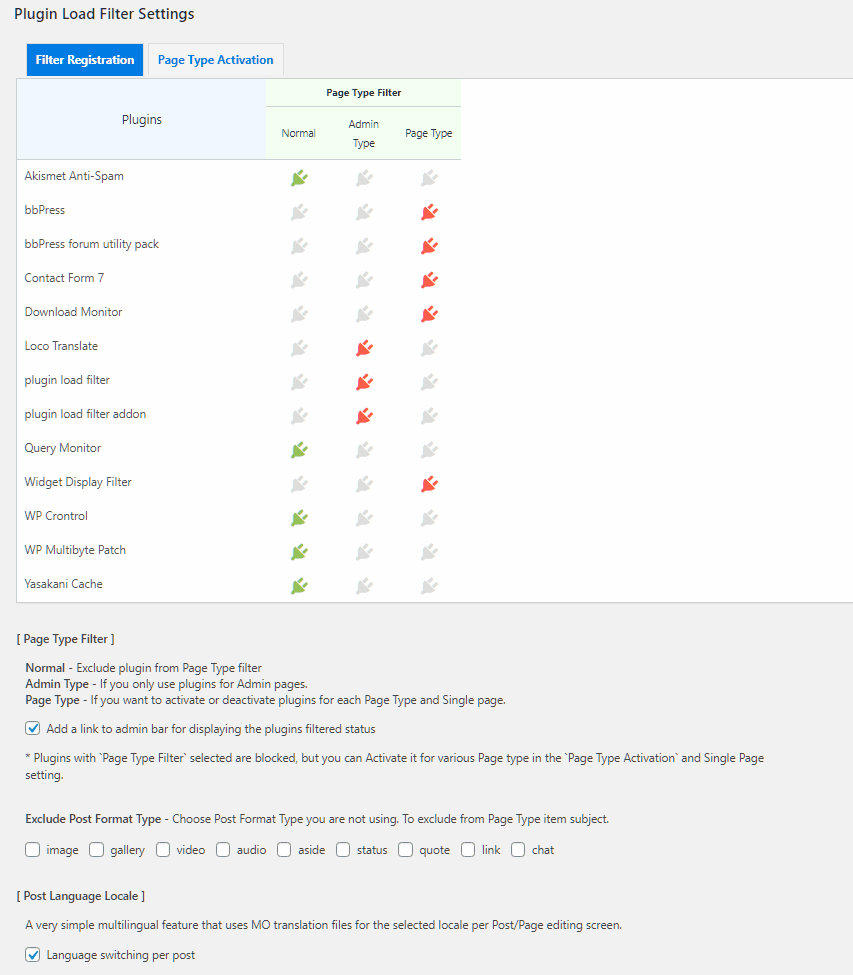 Plugin Load Filter Settings
Filter Registration
Page Type Activation
Plugins
Page Type Filter
Normal
Admin
Type
Page Type
Akismet Anti-Spam
bbPress
bbPress forum utility pack
Contact Form 7
Download Monitor
Loco Translate
plugin load filter
plugin load filter addon
Query Monitor
Widget Display Filter
WP Crontrol
WP Multibyte Patch
Yasakani Cache
[ Page Type Filter ]
Normal - Exclude plugin from Page Type filter
Admin Type - If you only use plugins for Admin pages.
Page Type - If you want to activate or deactivate plugins for each Page Type and Single page.
Add a link to admin bar for displaying the plugins filtered status
* Plugins with `Page Type Filter` selected are blocked, but you can Activate it for various Page type in the `Page Type Activation` and Single Page
setting.
Exclude Post Format Type - Choose Post Format Type you are not using. To exclude from Page Type item subject.
image gallery video audio aside status quote link chat
[ Post Language Locale ]
A very simple multilingual feature that uses MO translation files for the selected locale per Post/Page editing screen.
Language switching per post